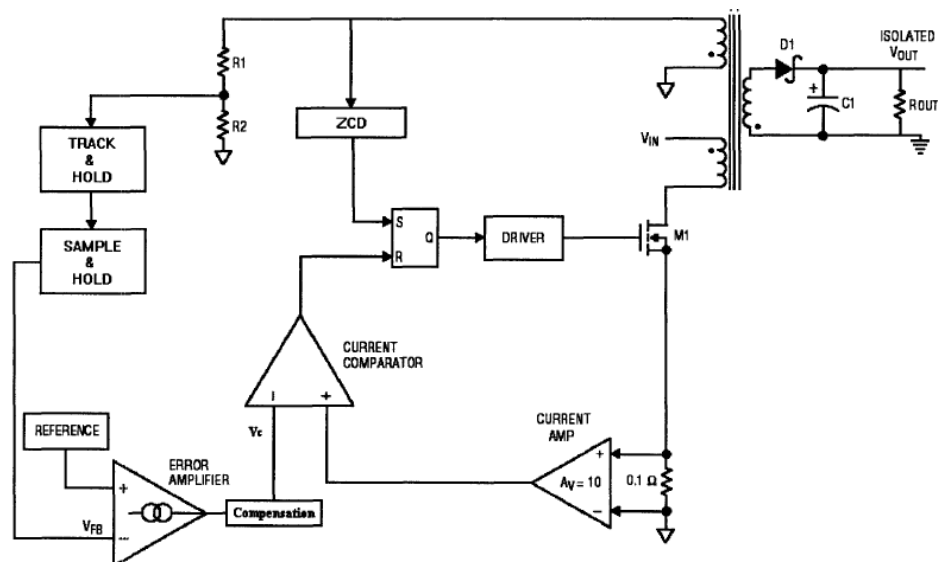 R1
R2
TRACK
&
HOLD
SAMPLE
&
HOLD
ZCD
S
R
Q
DRIVER
M1
VIN
D1
+
C1
ISOLATED
VOUT
ROUT
CURRENT
COMPARATOR
I
+
Vc
REFERENCE
ERROR
AMPLIFIER
+
VFB
–
Compensation
CURRENT
AMP
+
AV = 10
–
0.1 Ω